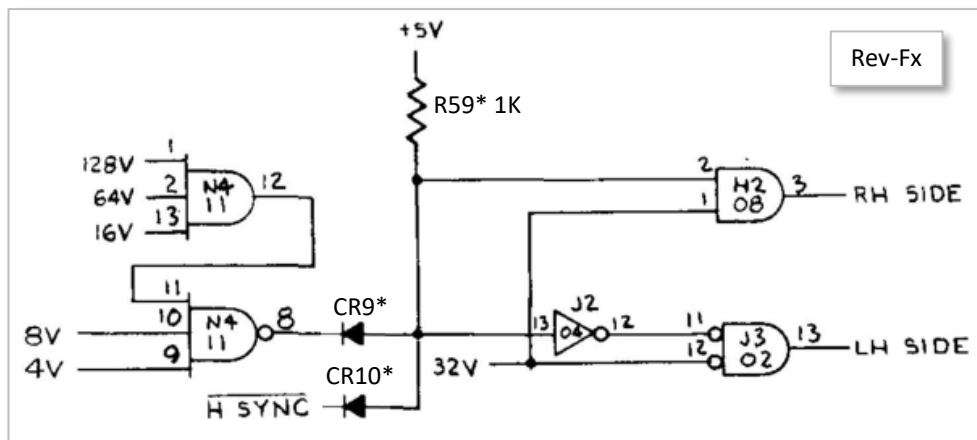 +5V
Rev-Fx
R59* 1K
128V
64V
16V
1
2
13
N4
11
12
2
1
H2
08
3
RH SIDE
11
10
9
N4
11
8
8V
4V
CR9*
13
J2
04
12
11
12
J3
02
13
LH SIDE
32V
CR10*
H SYNC